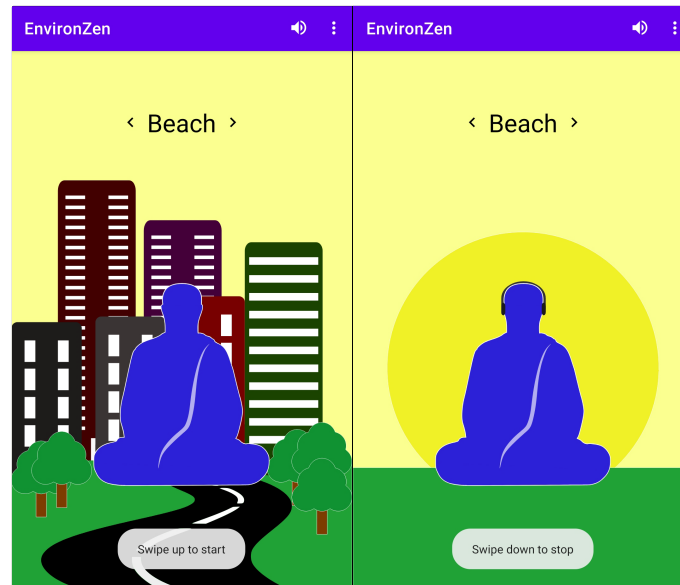 EnvironZen
Beach
Swipe up to start
EnvironZen
Beach
Swipe down to stop